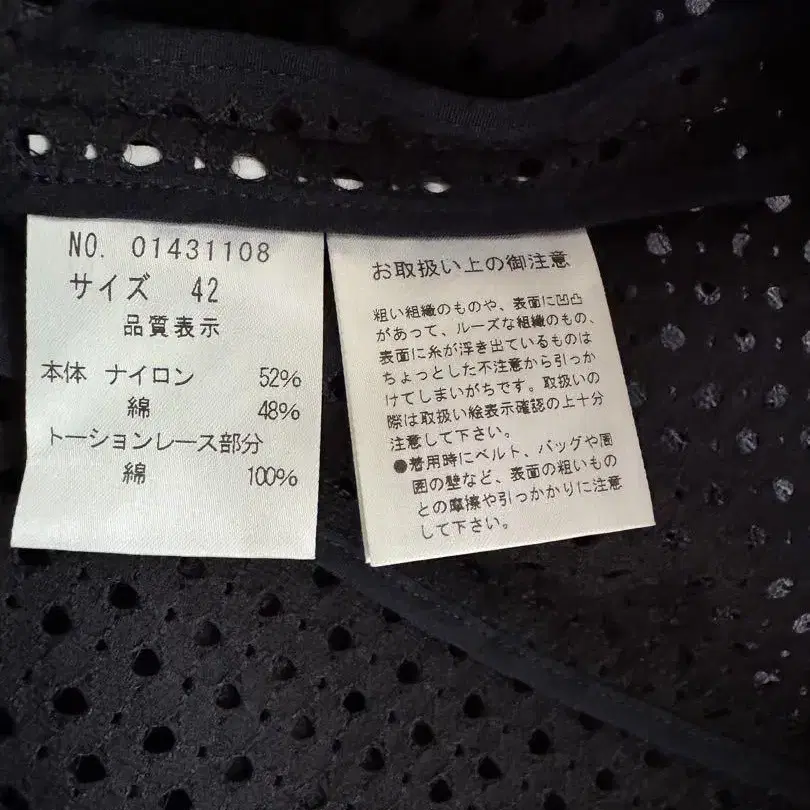 NO. 01431108
サイズ 42
品質表示
本体 ナイロン 52%
綿 48%
トーションレース部分
綿 100%
お取扱い上の御注意
粗い組織のものや、表面に凹凸
があって、ルーズな組織のもの、
表面に糸が浮き出ているものは
ちょっとした不注意から引っか
けてしまいがちです。取扱いの
際は取扱い絵表示確認の上十分
注意して下さい。
●着用時にベルト、バッグや周
囲の壁など、表面の粗いもの
との摩擦や引っかかりに注意
して下さい。